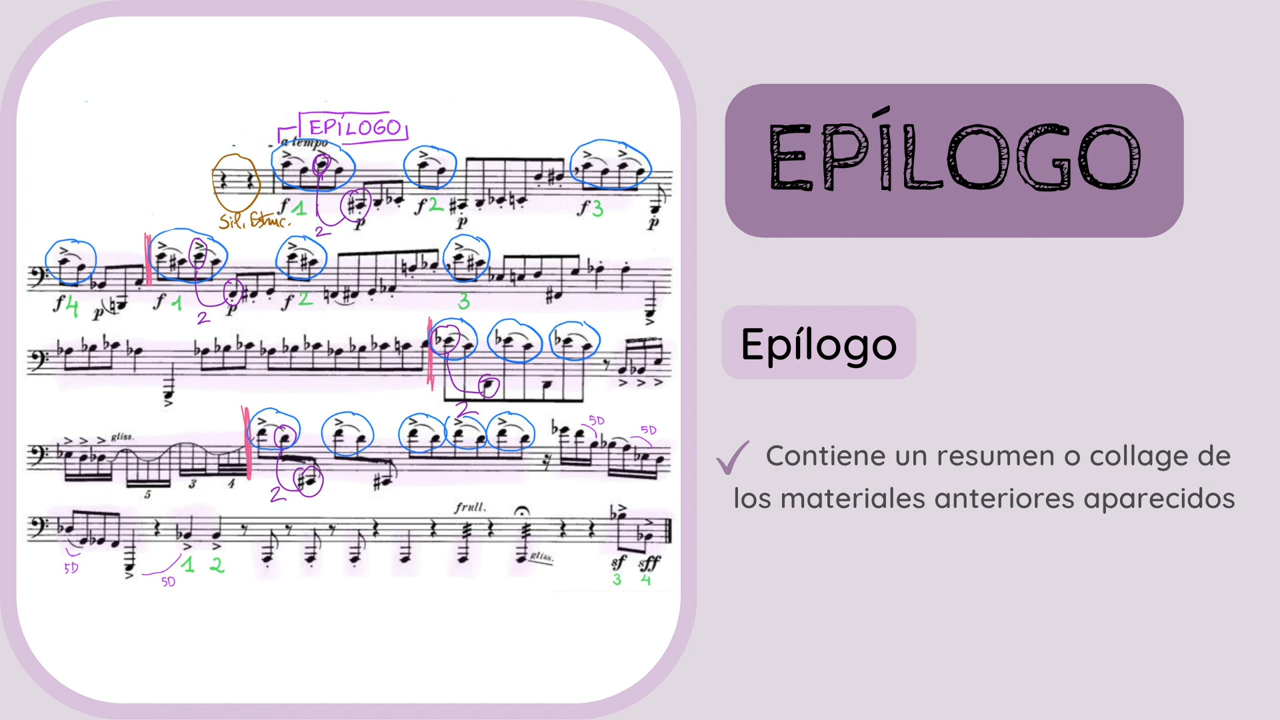 EPÍLOGO
a tempo
Sil. Estruc.
f 1 2 p f 2 p f 3 p
f 4 p f 1 2 p f 2 3
2
gliss.
5D 5D
5 3 4 2
frull.
gliss.
5D 5D 1 2 sf sff
3 4
EPÍLOGO
Epílogo
Contiene un resumen o collage de
los materiales anteriores aparecidos